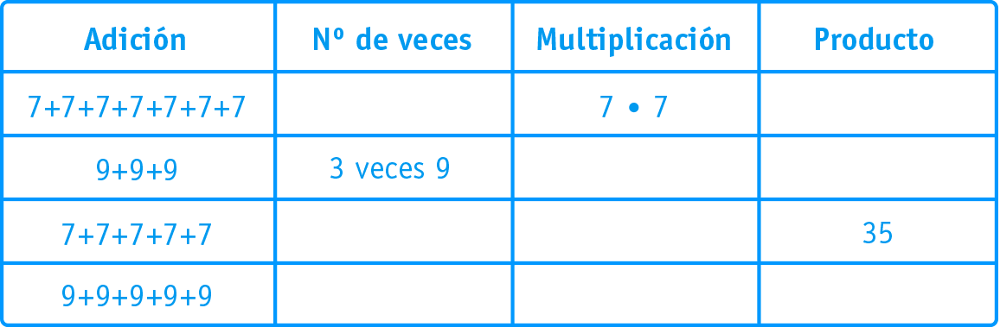 Adición Nº de veces Multiplicación Producto
7+7+7+7+7+7+7 7 • 7
9+9+9 3 veces 9
7+7+7+7+7 35
9+9+9+9+9